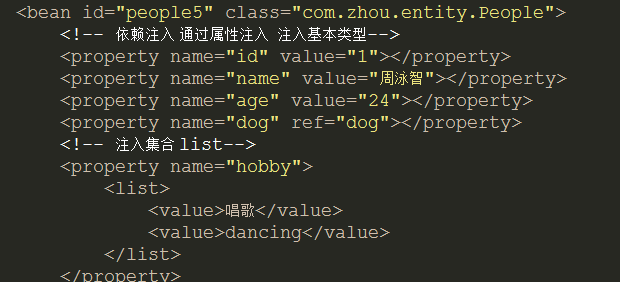 <bean id="people5" class="com.zhou.entity.People">
<!-- 依赖注入 通过属性注入 注入基本类型-->
<property name="id" value="1"></property>
<property name="name" value="周泳智"></property>
<property name="age" value="24"></property>
<property name="dog" ref="dog"></property>
<!-- 注入集合 list-->
<property name="hobby">
<list>
<value>唱歌</value>
<value>dancing</value>
</list>
</property>